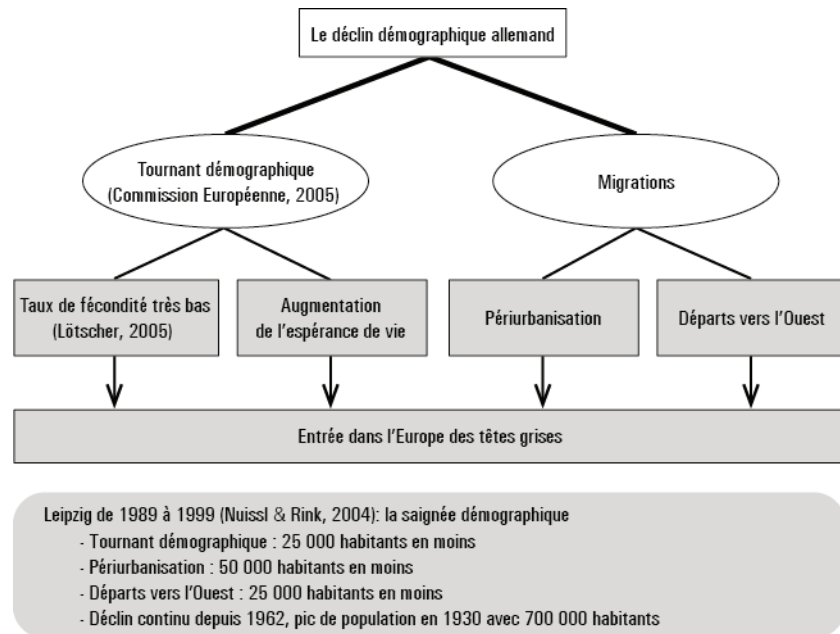 Le déclin démographique allemand
Tournant démographique
(Commission Européenne, 2005)
Migrations
Taux de fécondité très bas
(Lötscher, 2005)
Augmentation
de l'espérance de vie
Périurbanisation
Départs vers l'Ouest
Entrée dans l'Europe des têtes grises
Leipzig de 1989 à 1999 (Nuissl & Rink, 2004): la saignée démographique
- Tournant démographique : 25 000 habitants en moins
- Périurbanisation : 50 000 habitants en moins
- Départs vers l'Ouest : 25 000 habitants en moins
- Déclin continu depuis 1962, pic de population en 1930 avec 700 000 habitants